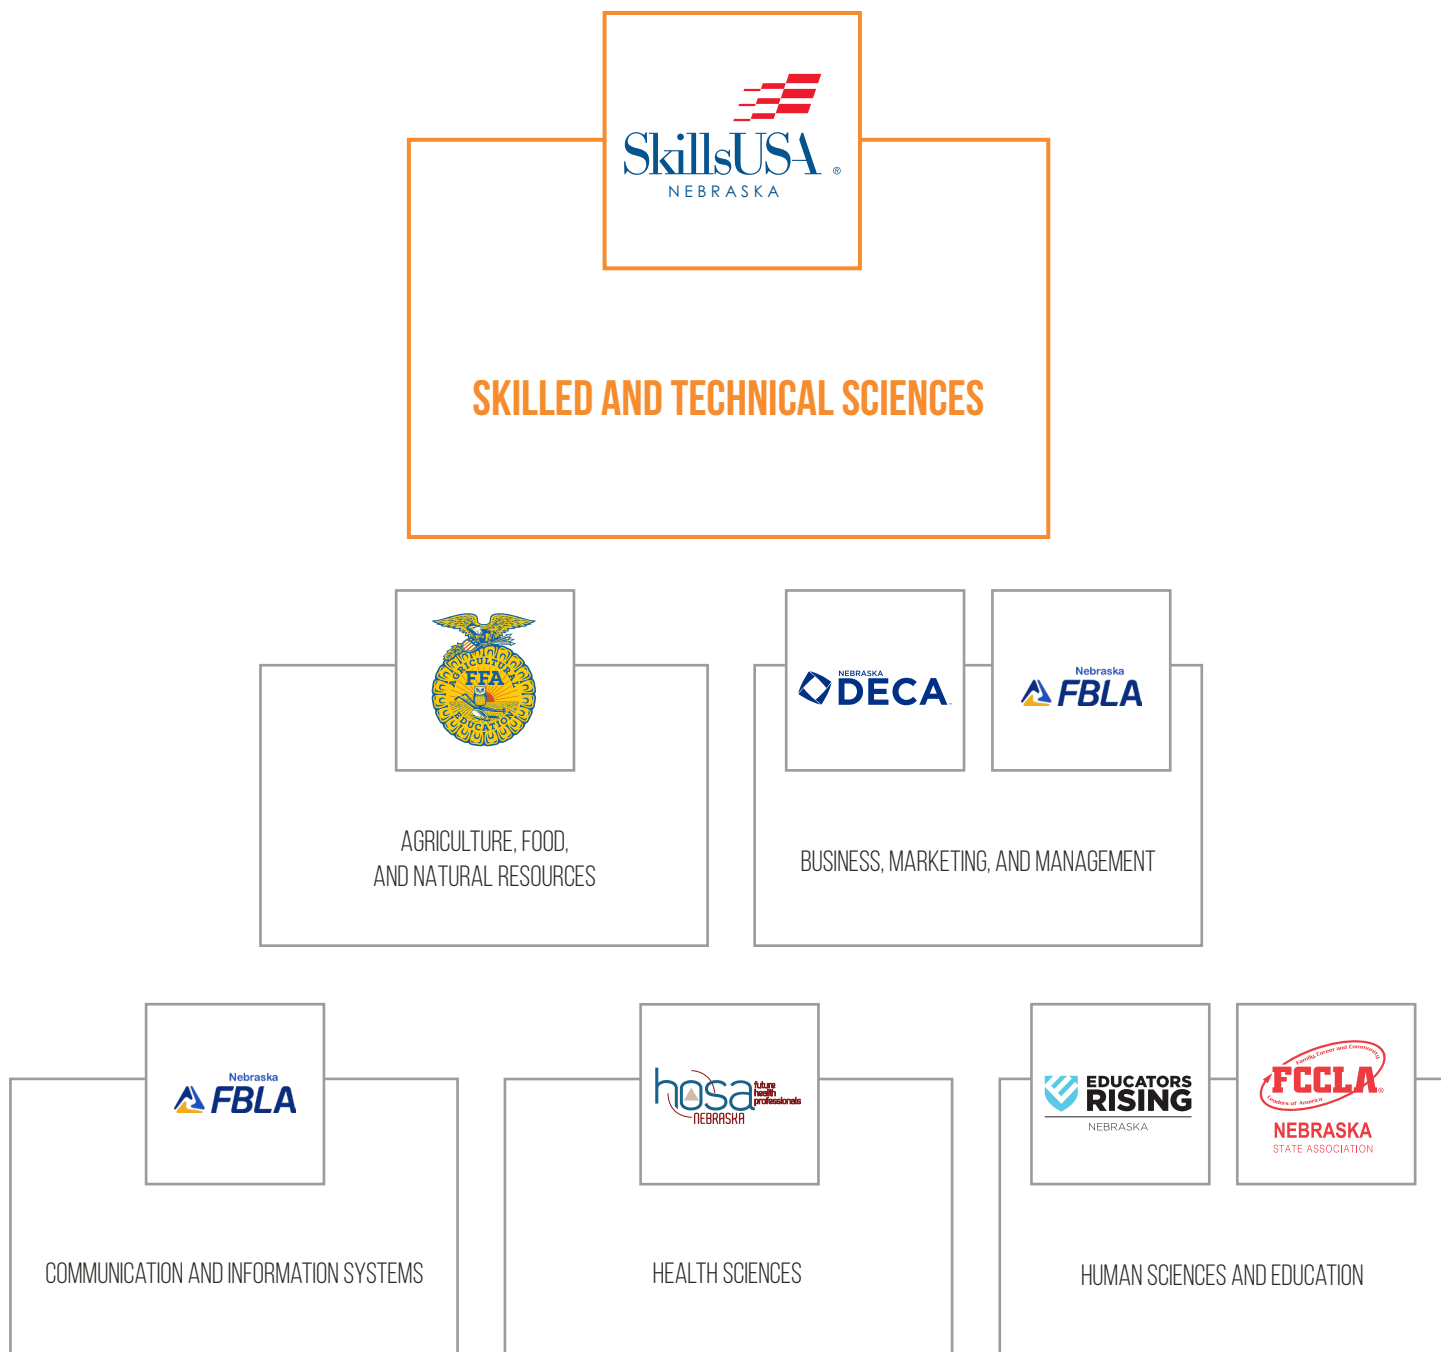 SkillsUSA®
NEBRASKA
SKILLED AND TECHNICAL SCIENCES
AGRICULTURAL
FFA
EDUCATION
NEBRASKA
DECA
Nebraska
FBLA
AGRICULTURE, FOOD,
AND NATURAL RESOURCES
BUSINESS, MARKETING, AND MANAGEMENT
Nebraska
FBLA
hosa
future
health
professionals
NEBRASKA
EDUCATORS
RISING
NEBRASKA
Family, Career and Community
FCCLA®
Leaders of America
NEBRASKA
STATE ASSOCIATION
COMMUNICATION AND INFORMATION SYSTEMS
HEALTH SCIENCES
HUMAN SCIENCES AND EDUCATION